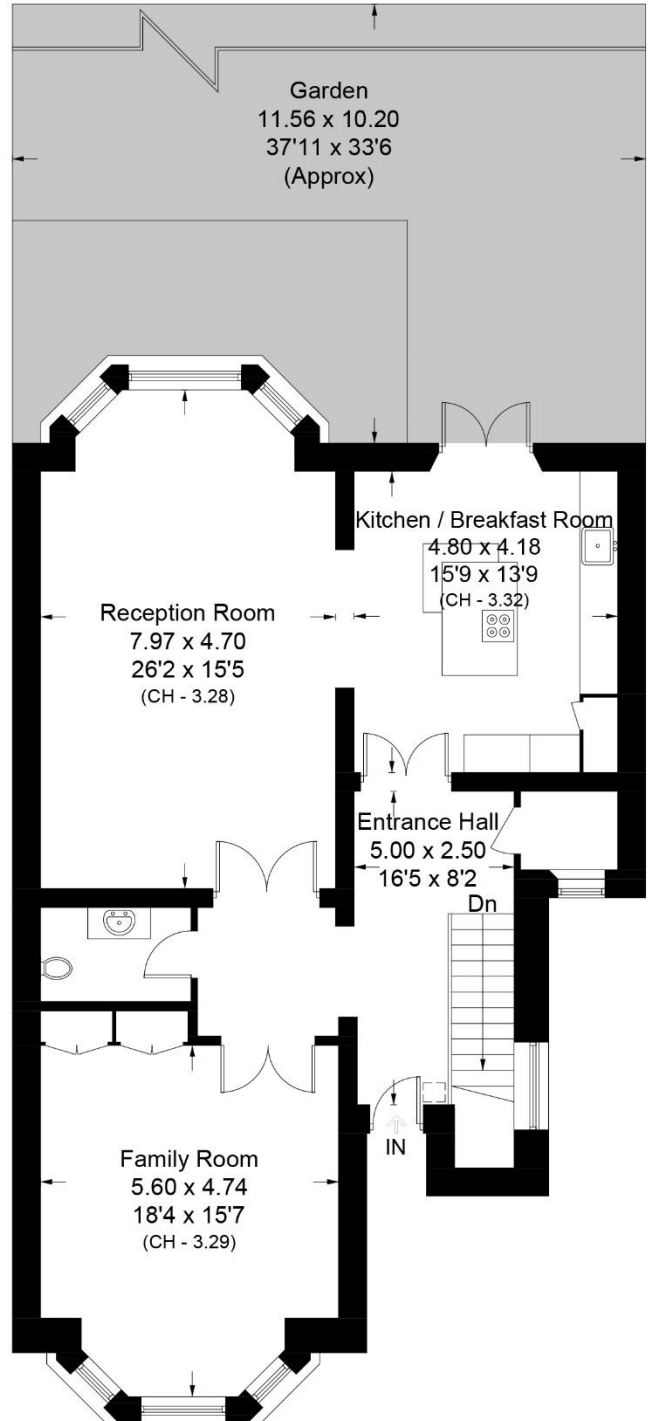 Garden
11.56 x 10.20
37'11 x 33'6
(Approx)
Kitchen / Breakfast Room
4.80 x 4.18
15'9 x 13'9
(CH - 3.32)
Reception Room
7.97 x 4.70
26'2 x 15'5
(CH - 3.28)
Entrance Hall
5.00 x 2.50
16'5 x 8'2
Dn
IN
Family Room
5.60 x 4.74
18'4 x 15'7
(CH - 3.29)